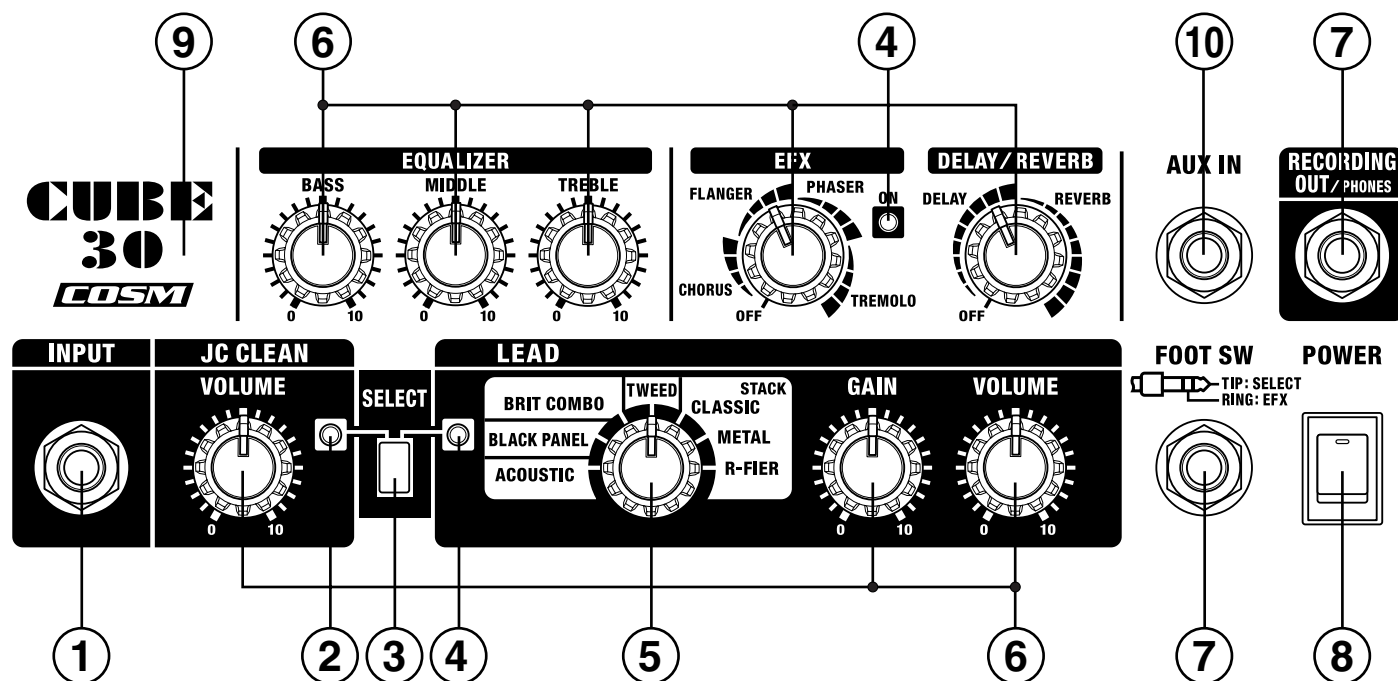 9 6 4 10 7
CUBE
30
COSM
EQUALIZER
BASS MIDDLE TREBLE
0 10 0 10 0 10
EFX
FLANGER PHASER
ON
CHORUS TREMOLO
OFF
DELAY/REVERB
DELAY REVERB
OFF
AUX IN
RECORDING
OUT/PHONES
INPUT
JC CLEAN
VOLUME
0 10
SELECT
LEAD
BRIT COMBO
BLACK PANEL
ACOUSTIC
TWEED
STACK
CLASSIC
METAL
R-FIER
GAIN
0 10
VOLUME
0 10
FOOT SW
TIP: SELECT
RING: EFX
POWER
1 2 3 4 5 6 7 8